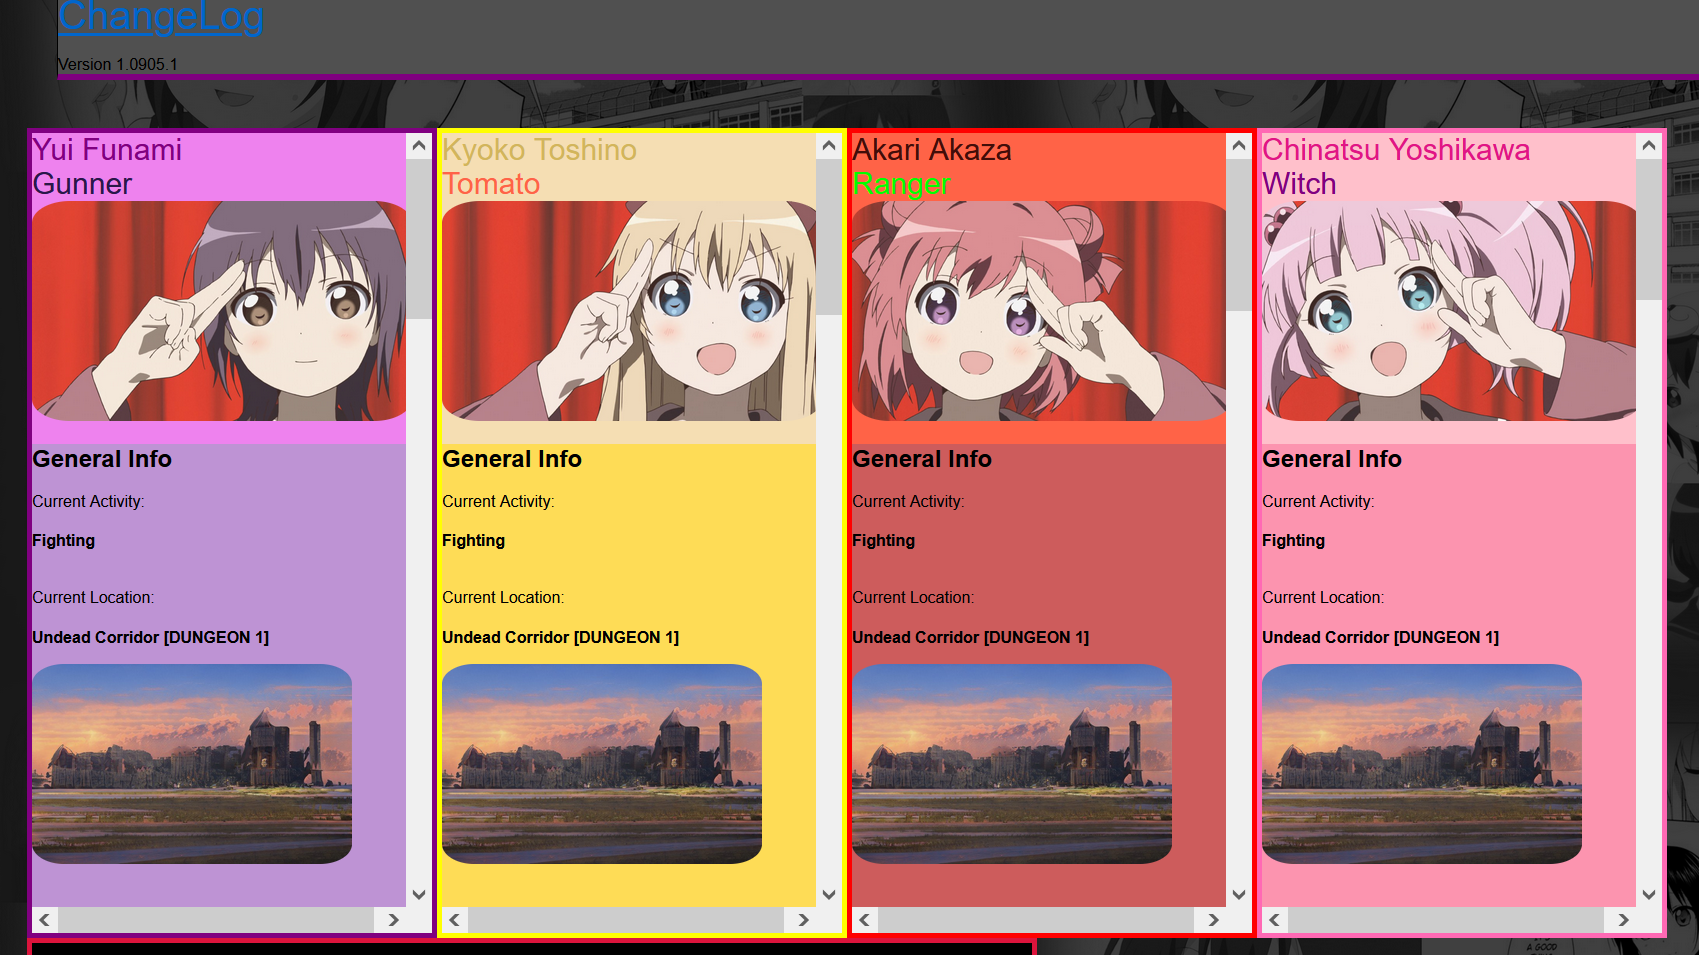 ChangeLog
Version 1.0905.1
Yui Funami
Gunner
General Info
Current Activity:
Fighting
Current Location:
Undead Corridor [DUNGEON 1]
Kyoko Toshino
Tomato
General Info
Current Activity:
Fighting
Current Location:
Undead Corridor [DUNGEON 1]
Akari Akaza
Ranger
General Info
Current Activity:
Fighting
Current Location:
Undead Corridor [DUNGEON 1]
Chinatsu Yoshikawa
Witch
General Info
Current Activity:
Fighting
Current Location:
Undead Corridor [DUNGEON 1]
A GOOD